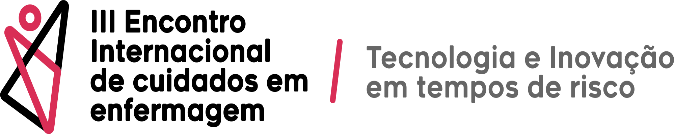 III Encontro
Internacional
de cuidados em
enfermagem
Tecnologia e Inovação
em tempos de risco